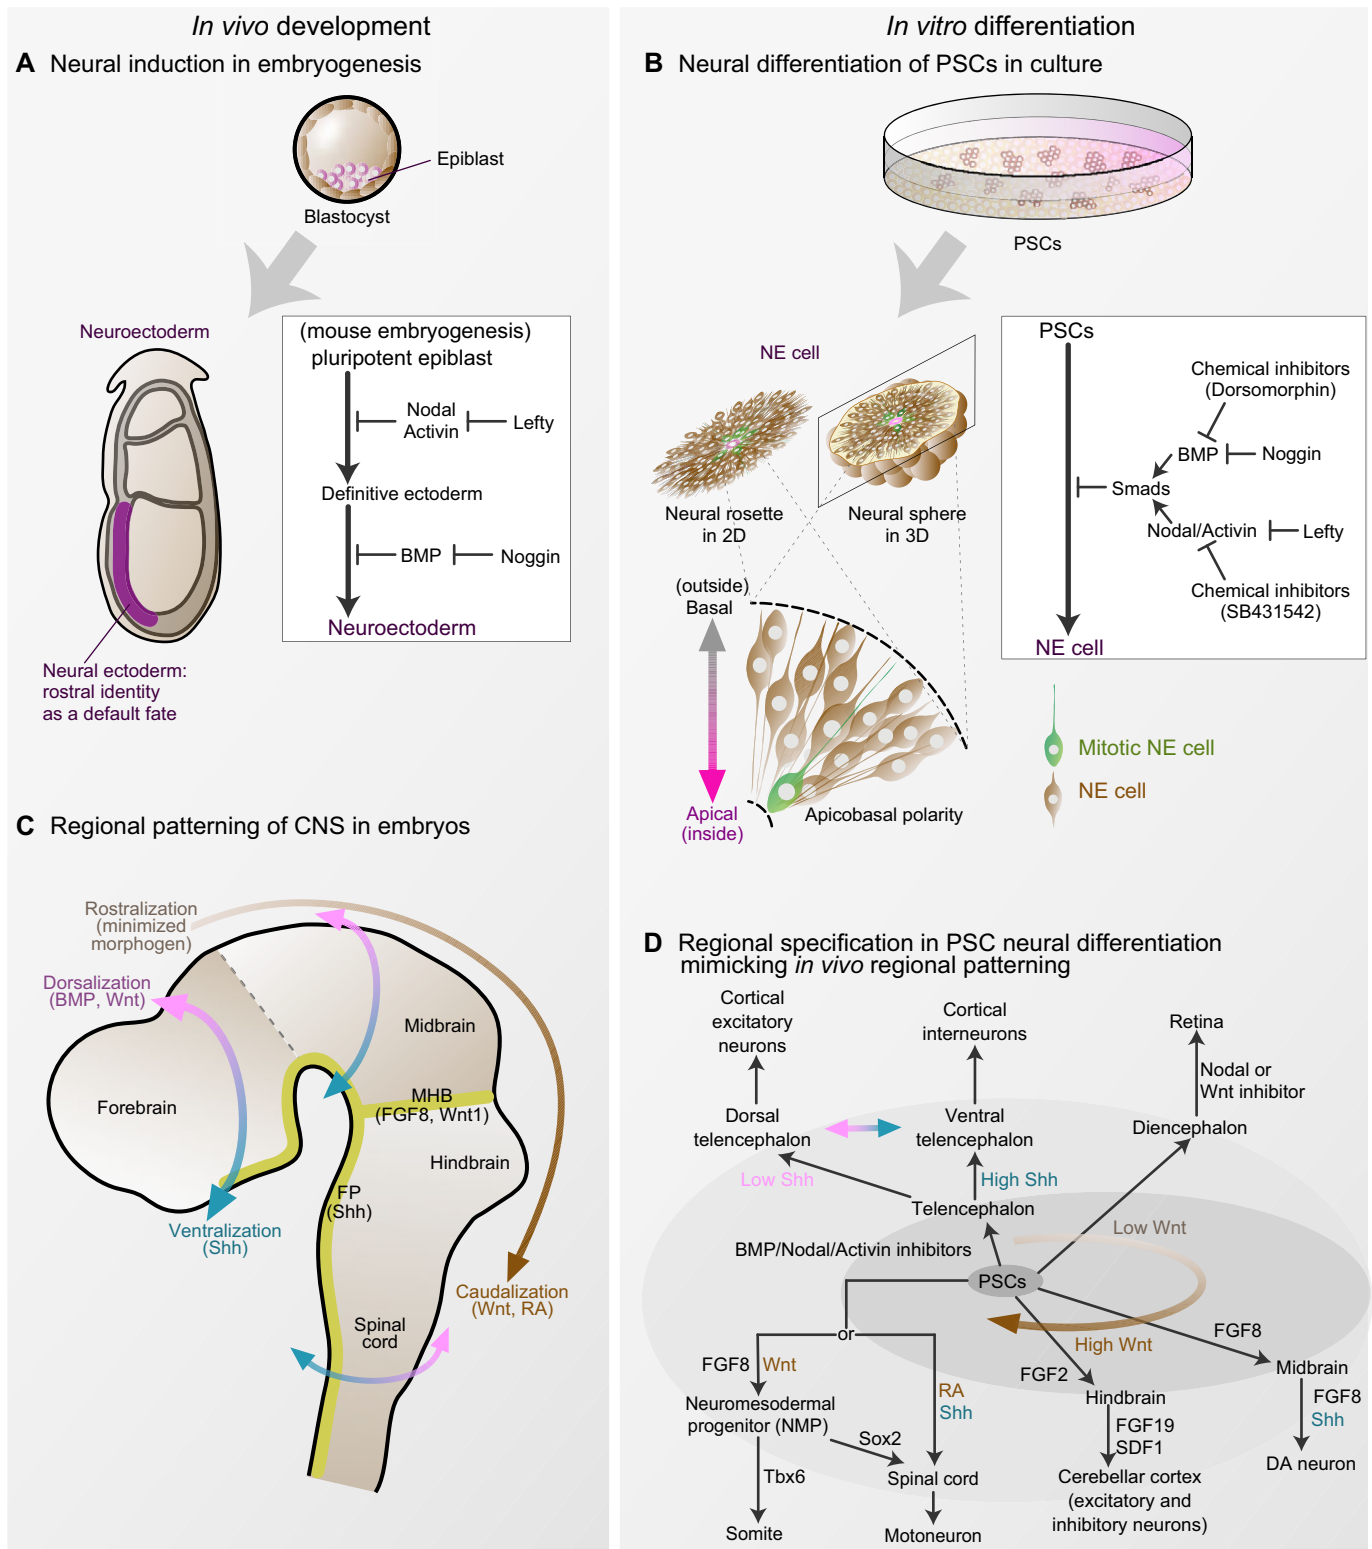 In vivo development
A Neural induction in embryogenesis
Epiblast
Blastocyst
Neuroectoderm
(mouse embryogenesis)
pluripotent epiblast
Nodal
Activin
Lefty
Definitive ectoderm
BMP
Noggin
Neuroectoderm
Neural ectoderm:
rostral identity
as a default fate
In vitro differentiation
B Neural differentiation of PSCs in culture
PSCs
NE cell
Neural rosette
in 2D
Neural sphere
in 3D
(outside)
Basal
Apical
(inside)
Apicobasal polarity
PSCs
Chemical inhibitors
(Dorsomorphin)
BMP
Noggin
Smads
Nodal/Activin
Lefty
Chemical inhibitors
(SB431542)
NE cell
Mitotic NE cell
NE cell
C Regional patterning of CNS in embryos
Rostralization
(minimized
morphogen)
Dorsalization
(BMP, Wnt)
Midbrain
Forebrain
MHB
(FGF8, Wnt1)
Hindbrain
FP
(Shh)
Ventralization
(Shh)
Caudalization
(Wnt, RA)
Spinal
cord
D Regional specification in PSC neural differentiation
mimicking in vivo regional patterning
Cortical
excitatory
neurons
Cortical
interneurons
Retina
Nodal or
Wnt inhibitor
Dorsal
telencephalon
Ventral
telencephalon
Diencephalon
Low Shh
High Shh
Telencephalon
Low Wnt
BMP/Nodal/Activin inhibitors
PSCs
or
High Wnt
FGF8
FGF8 Wnt
FGF2
Midbrain
RA
Shh
Hindbrain
FGF8
Shh
Neuromesodermal
progenitor (NMP)
FGF19
SDF1
Sox2
DA neuron
Tbx6
Spinal cord
Cerebellar cortex
(excitatory and
inhibitory neurons)
Somite
Motoneuron